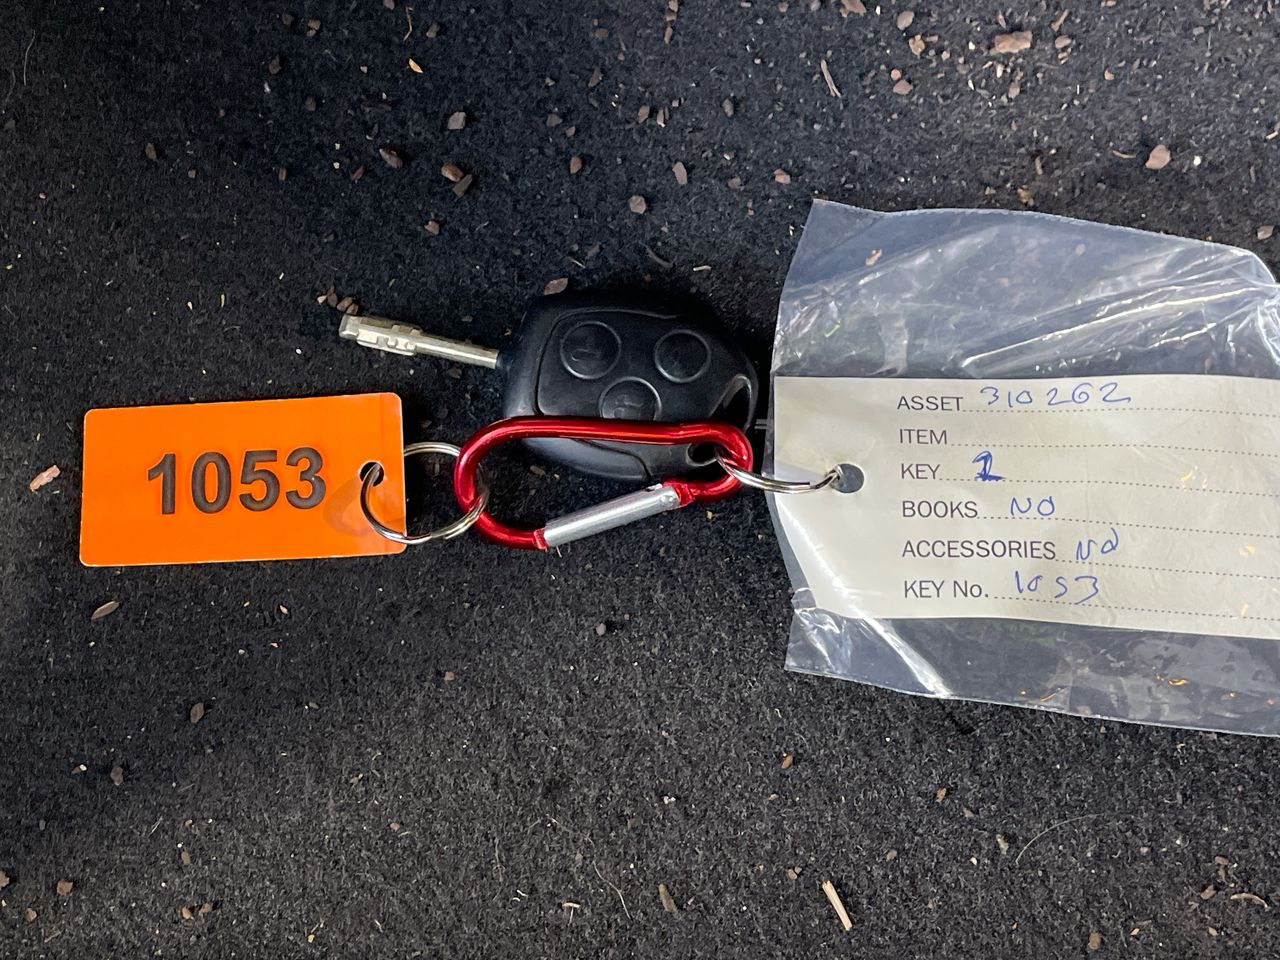 1053
ASSET 310262
ITEM
KEY 1
BOOKS NO
ACCESSORIES NO
KEY No. 1053